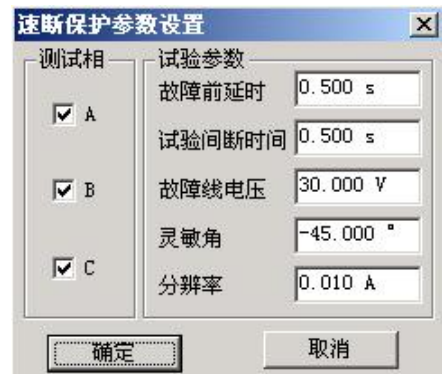 速断保护参数设置
测试相
A
B
C
试验参数
故障前延时 0.500 s
试验间断时间 0.500 s
故障线电压 30.000 V
灵敏角 -45.000 °
分辨率 0.010 A
确定 取消